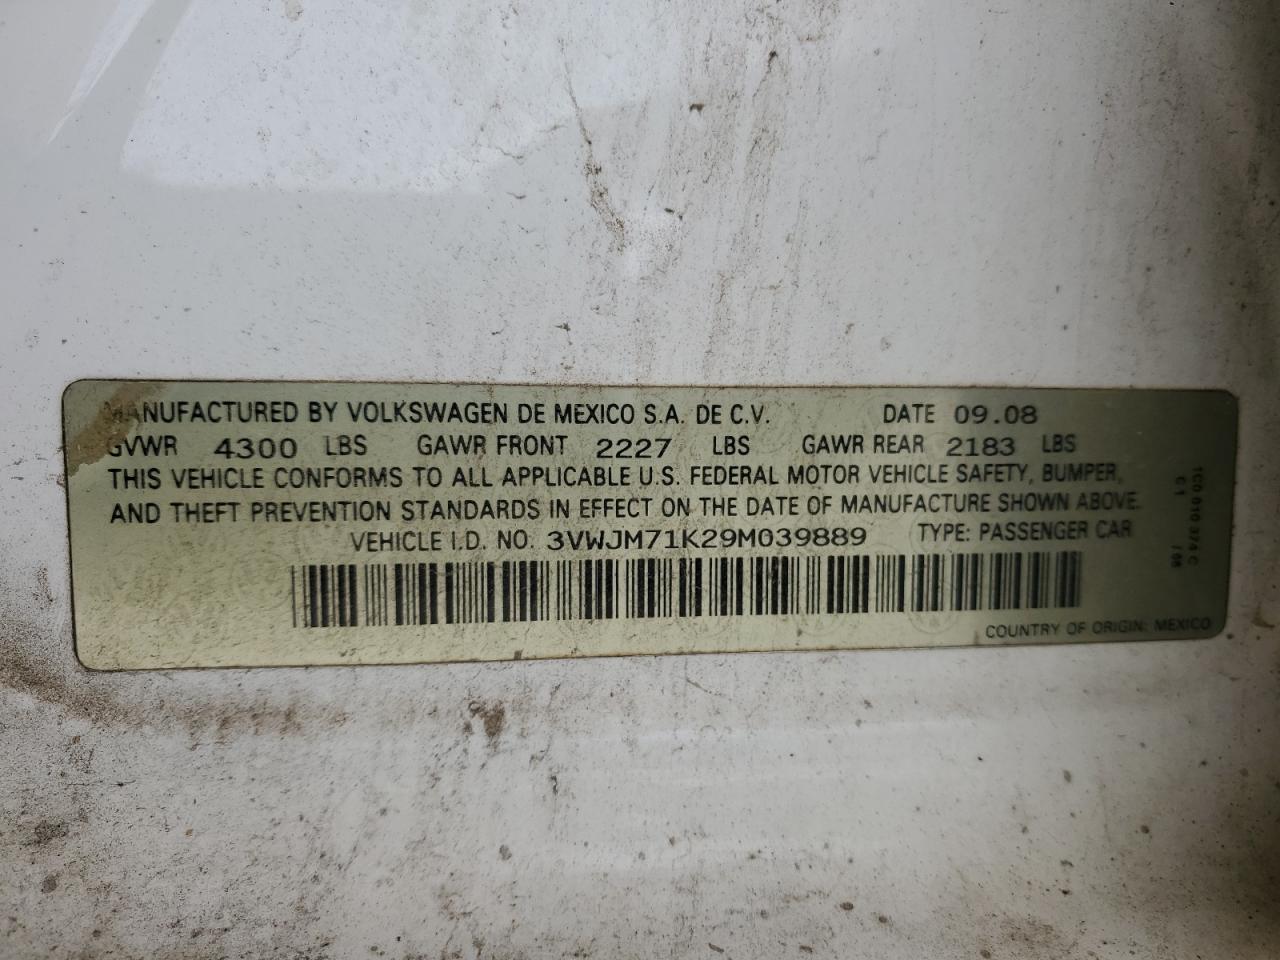 MANUFACTURED BY VOLKSWAGEN DE MEXICO S.A. DE C.V. DATE 09.08
GVWR 4300 LBS GAWR FRONT 2227 LBS GAWR REAR 2183 LBS
THIS VEHICLE CONFORMS TO ALL APPLICABLE U.S. FEDERAL MOTOR VEHICLE SAFETY, BUMPER,
AND THEFT PREVENTION STANDARDS IN EFFECT ON THE DATE OF MANUFACTURE SHOWN ABOVE.
VEHICLE I.D. NO. 3VWJM71K29M039889 TYPE: PASSENGER CAR
COUNTRY OF ORIGIN: MEXICO